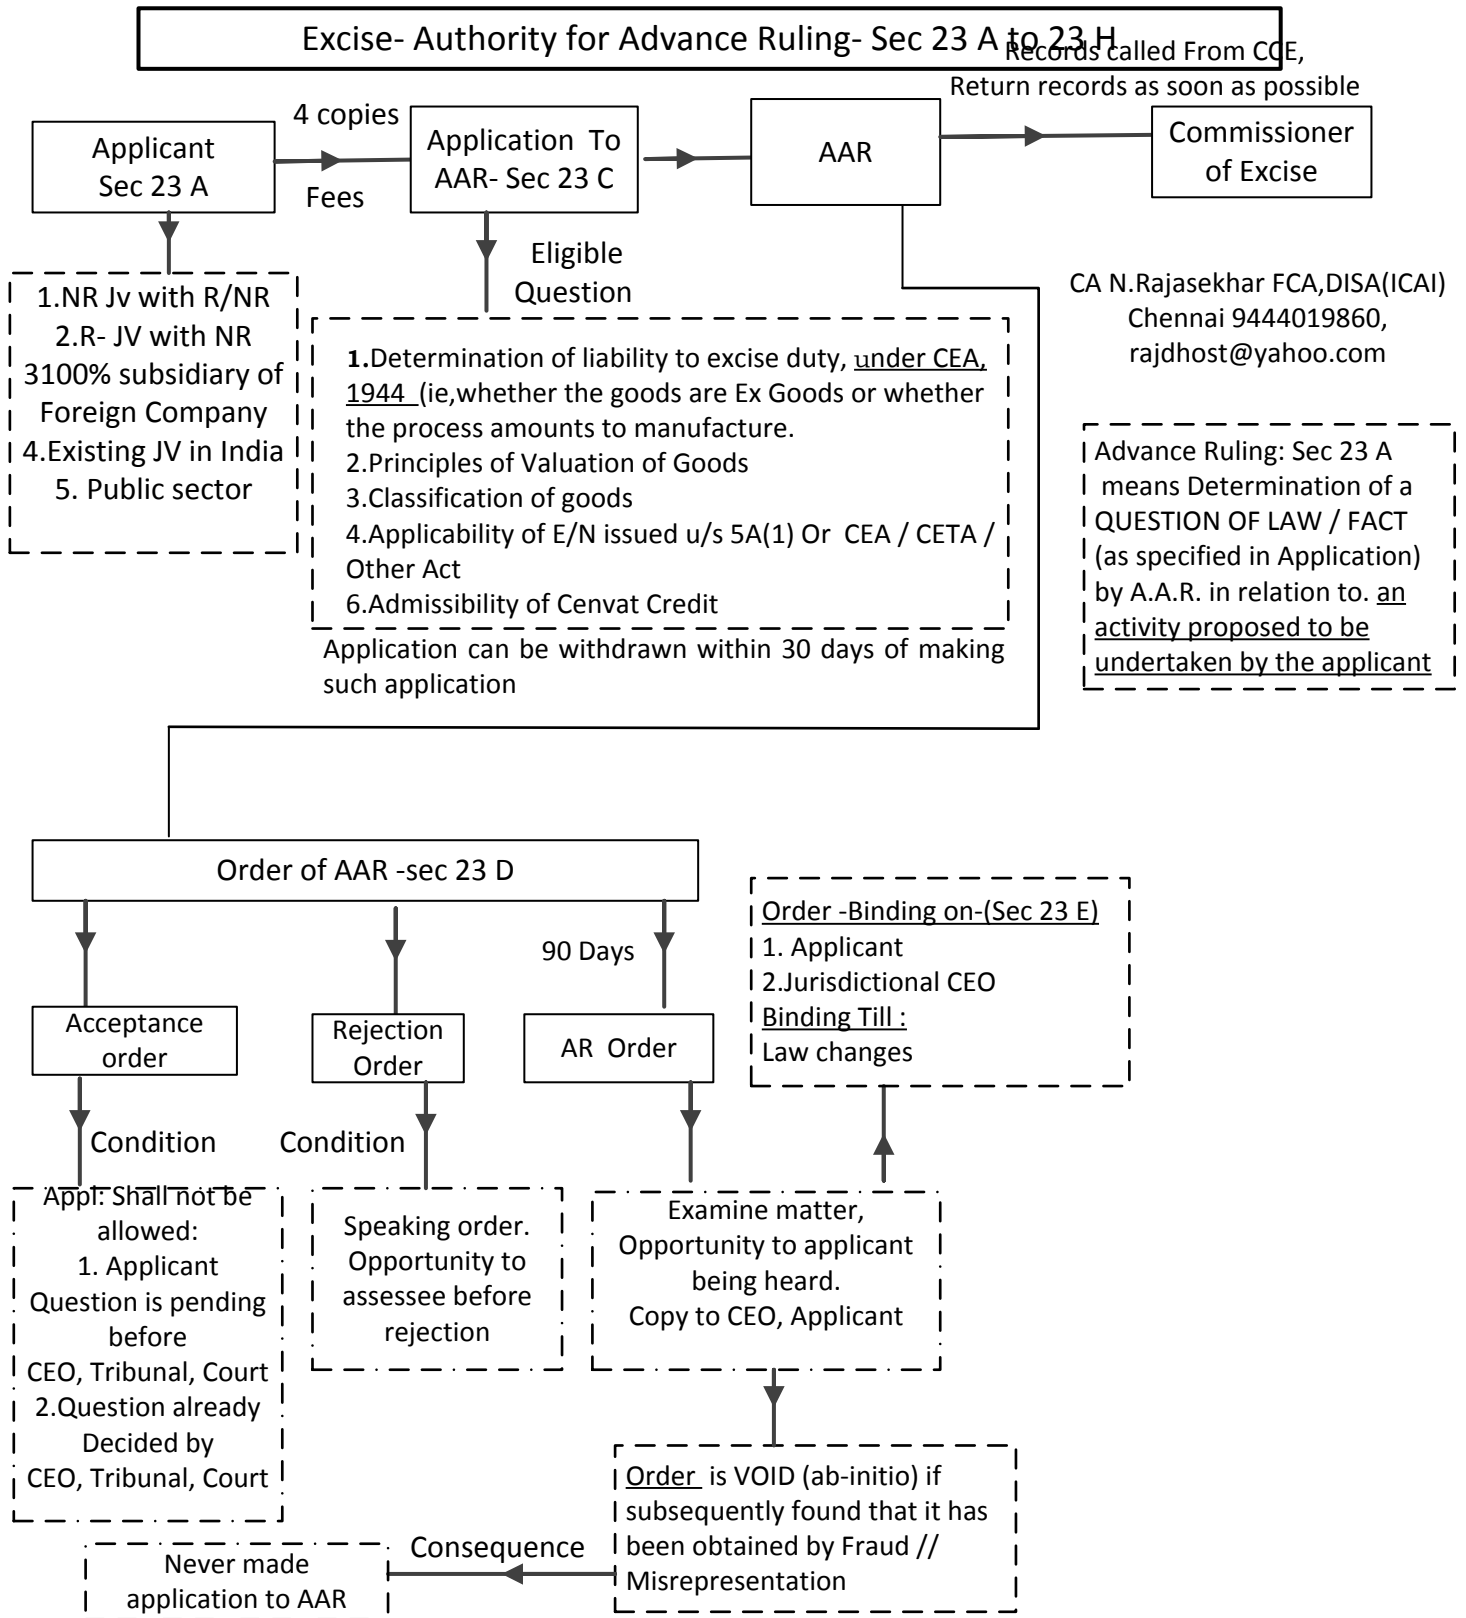 Excise- Authority for Advance Ruling- Sec 23 A to 23 H
Records called From CCE,
Return records as soon as possible
Applicant
Sec 23 A
4 copies
Fees
Application To
AAR- Sec 23 C
AAR
Commissioner
of Excise
Eligible
Question
1.NR Jv with R/NR
2.R- JV with NR
3100% subsidiary of
Foreign Company
4.Existing JV in India
5. Public sector
1.Determination of liability to excise duty, under CEA,
1944 (ie,whether the goods are Ex Goods or whether
the process amounts to manufacture.
2.Principles of Valuation of Goods
3.Classification of goods
4.Applicability of E/N issued u/s 5A(1) Or CEA / CETA /
Other Act
6.Admissibility of Cenvat Credit
Application can be withdrawn within 30 days of making
such application
CA N.Rajasekhar FCA,DISA(ICAI)
Chennai 9444019860,
rajdhost@yahoo.com
Advance Ruling: Sec 23 A
means Determination of a
QUESTION OF LAW / FACT
(as specified in Application)
by A.A.R. in relation to. an
activity proposed to be
undertaken by the applicant
Order of AAR -sec 23 D
90 Days
Acceptance
order
Rejection
Order
AR Order
Order -Binding on-(Sec 23 E)
1. Applicant
2.Jurisdictional CEO
Binding Till :
Law changes
Condition
Condition
Appl: Shall not be
allowed:
1. Applicant
Question is pending
before
CEO, Tribunal, Court
2.Question already
Decided by
CEO, Tribunal, Court
Speaking order.
Opportunity to
assessee before
rejection
Examine matter,
Opportunity to applicant
being heard.
Copy to CEO, Applicant
Order is VOID (ab-initio) if
subsequently found that it has
been obtained by Fraud //
Misrepresentation
Consequence
Never made
application to AAR